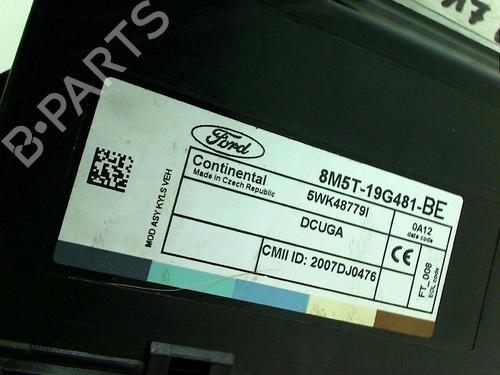 17
B-PARTS
Ford
8M5T-19G481-BE
Continental
Made in Czech Republic
5WK48779I
0A12
date code
DCUGA
CMII ID: 2007DJ0476
CE
FT_008
EOL code
MOD ASY KYLS VEH